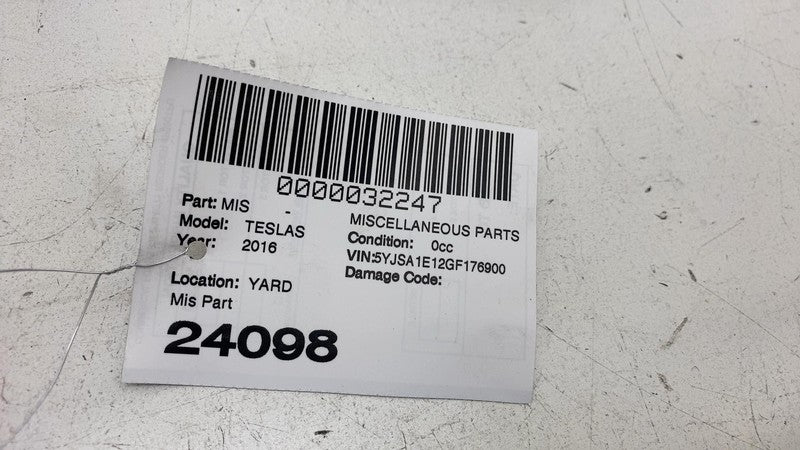 0000032247
Part: MIS -
MISCELLANEOUS PARTS
Model: TESLAS
Condition: 0cc
Year: 2016
VIN:5YJSA1E12GF176900
Damage Code:
Location: YARD
Mis Part
24098